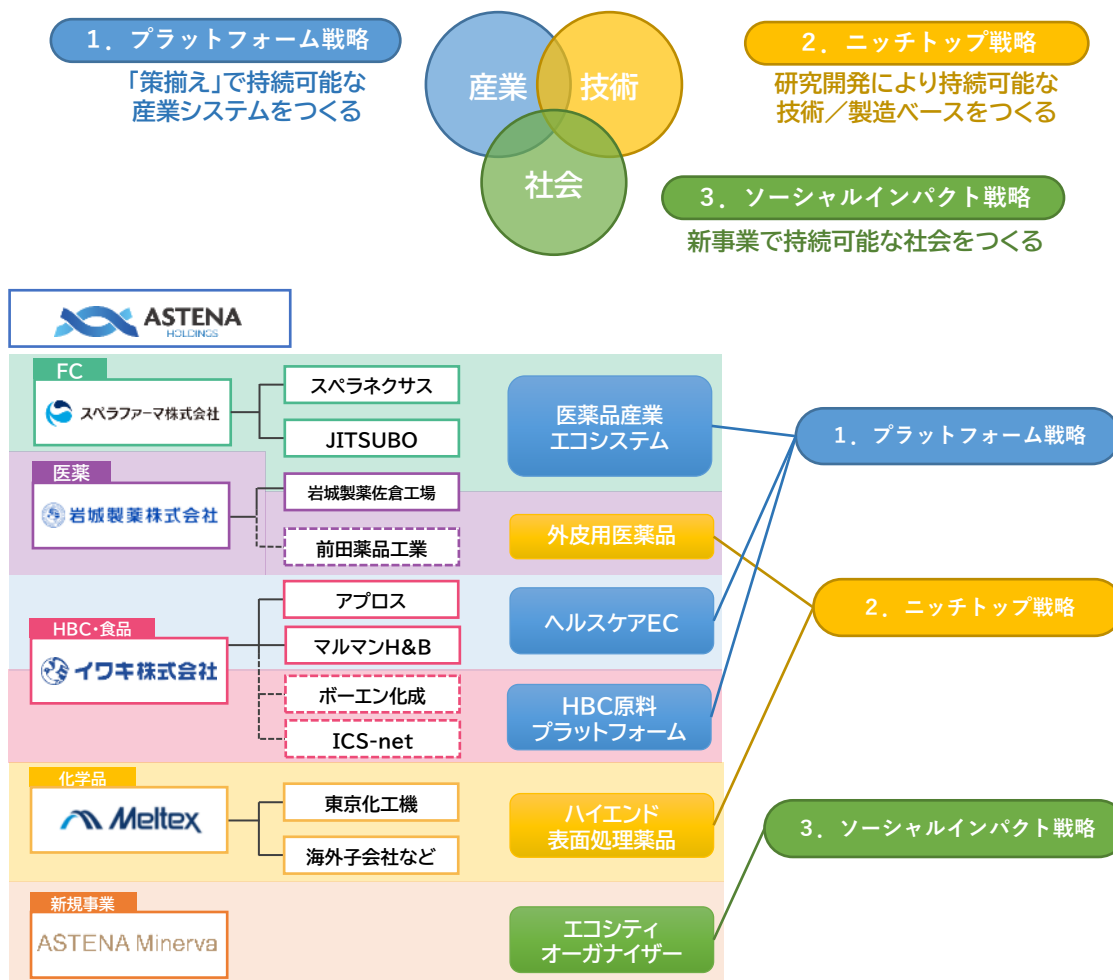 1. プラットフォーム戦略
「策揃え」で持続可能な
産業システムをつくる
産業
技術
社会
2. ニッチトップ戦略
研究開発により持続可能な
技術／製造ベースをつくる
3. ソーシャルインパクト戦略
新事業で持続可能な社会をつくる
ASTENA
HOLDINGS
FC
スペラファーマ株式会社
スペラネクサス
JITSUBO
医薬品産業
エコシステム
1. プラットフォーム戦略
医薬
岩城製薬株式会社
岩城製薬佐倉工場
前田薬品工業
外皮用医薬品
HBC・食品
イワキ株式会社
アプロス
マルマンH&B
ボーエン化成
ICS-net
ヘルスケアEC
HBC原料
プラットフォーム
2. ニッチトップ戦略
化学品
Meltex
東京化工機
海外子会社など
ハイエンド
表面処理薬品
3. ソーシャルインパクト戦略
新規事業
ASTENA Minerva
エコシティ
オーガナイザー